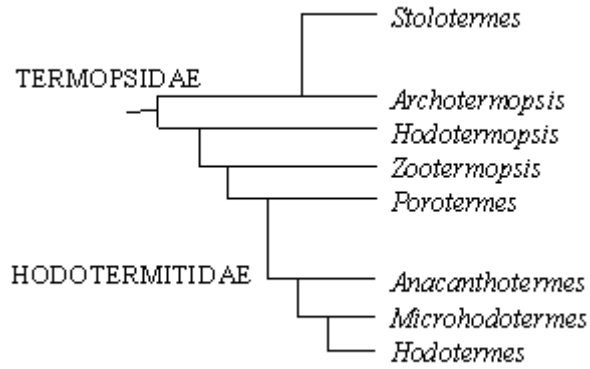 Stolotermes
TERMOPSIDAE
Archotermopsis
Hodotermopsis
Zootermopsis
Porotermes
HODOTERMITIDAE
Anacanthotermes
Microhodotermes
Hodotermes